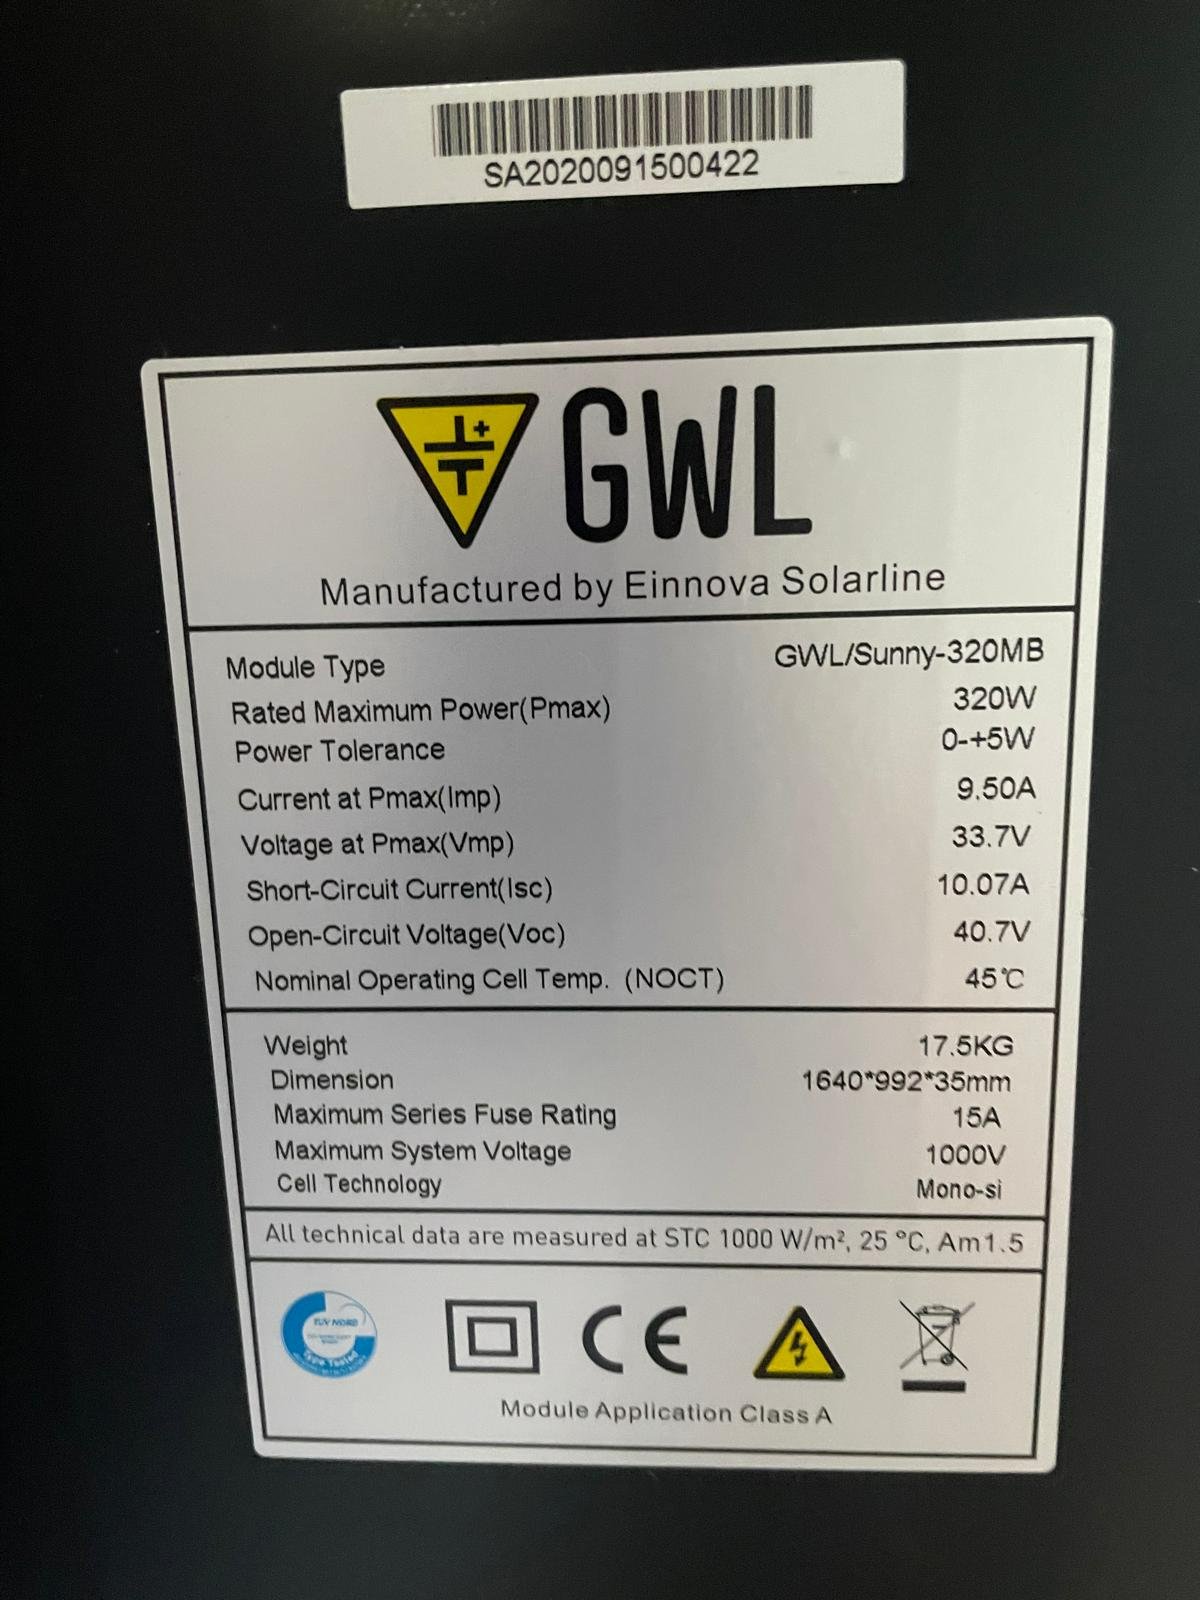 SA2020091500422
GWL
Manufactured by Einnova Solarline
Module Type GWL/Sunny-320MB
Rated Maximum Power(Pmax) 320W
Power Tolerance 0-+5W
Current at Pmax(Imp) 9.50A
Voltage at Pmax(Vmp) 33.7V
Short-Circuit Current(Isc) 10.07A
Open-Circuit Voltage(Voc) 40.7V
Nominal Operating Cell Temp. (NOCT) 45℃
Weight 17.5KG
Dimension 1640*992*35mm
Maximum Series Fuse Rating 15A
Maximum System Voltage 1000V
Cell Technology Mono-si
All technical data are measured at STC 1000 W/m², 25 °C, Am1.5
TÜV NORD
Type Tested
CE
Module Application Class A